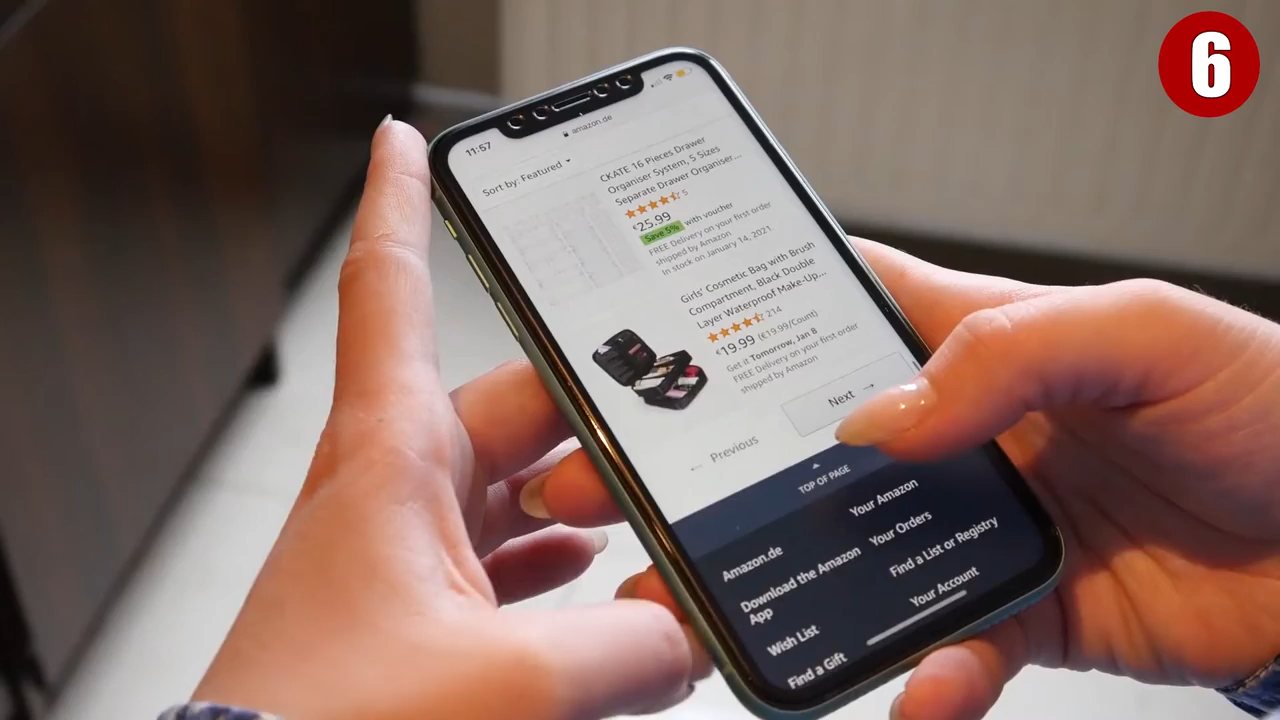 6
11:57
amazon.de
Sort by: Featured
CKATE 16 Pieces Drawer
Organiser System, 5 Sizes
Separate Drawer Organiser...
5
€25.99
Save 5% with voucher
FREE Delivery on your first order
shipped by Amazon
In stock on January 14, 2021
Girls' Cosmetic Bag with Brush
Compartment, Black Double
Layer Waterproof Make-Up...
214
€19.99 (€19.99/Count)
Get it Tomorrow, Jan 8
FREE Delivery on your first order
shipped by Amazon
← Previous
Next →
TOP OF PAGE
Amazon.de
Your Amazon
Download the Amazon
App
Your Orders
Wish List
Find a List or Registry
Find a Gift
Your Account